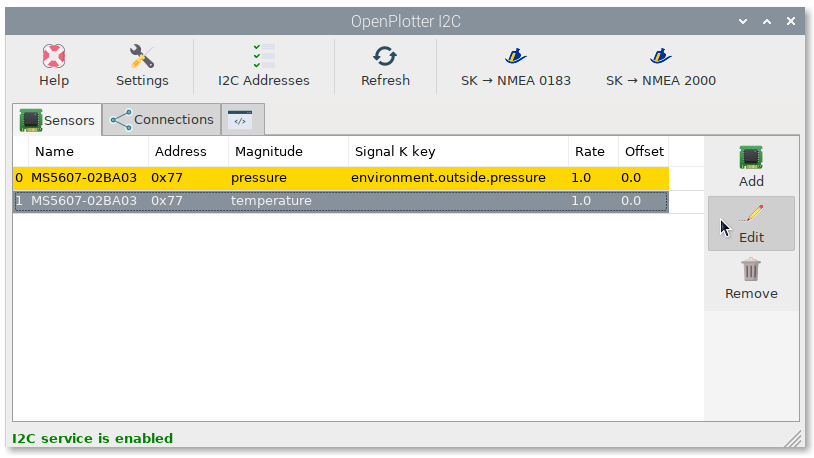 OpenPlotter I2C
Help Settings I2C Addresses Refresh SK → NMEA 0183 SK → NMEA 2000
Sensors Connections </>
Name Address Magnitude Signal K key Rate Offset
0 MS5607-02BA03 0x77 pressure environment.outside.pressure 1.0 0.0
1 MS5607-02BA03 0x77 temperature 1.0 0.0
Add
Edit
Remove
I2C service is enabled